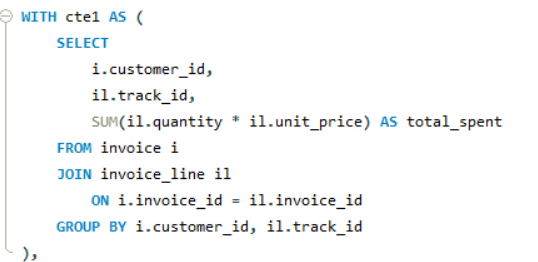 WITH cte1 AS (
SELECT
i.customer_id,
il.track_id,
SUM(il.quantity * il.unit_price) AS total_spent
FROM invoice i
JOIN invoice_line il
ON i.invoice_id = il.invoice_id
GROUP BY i.customer_id, il.track_id
),